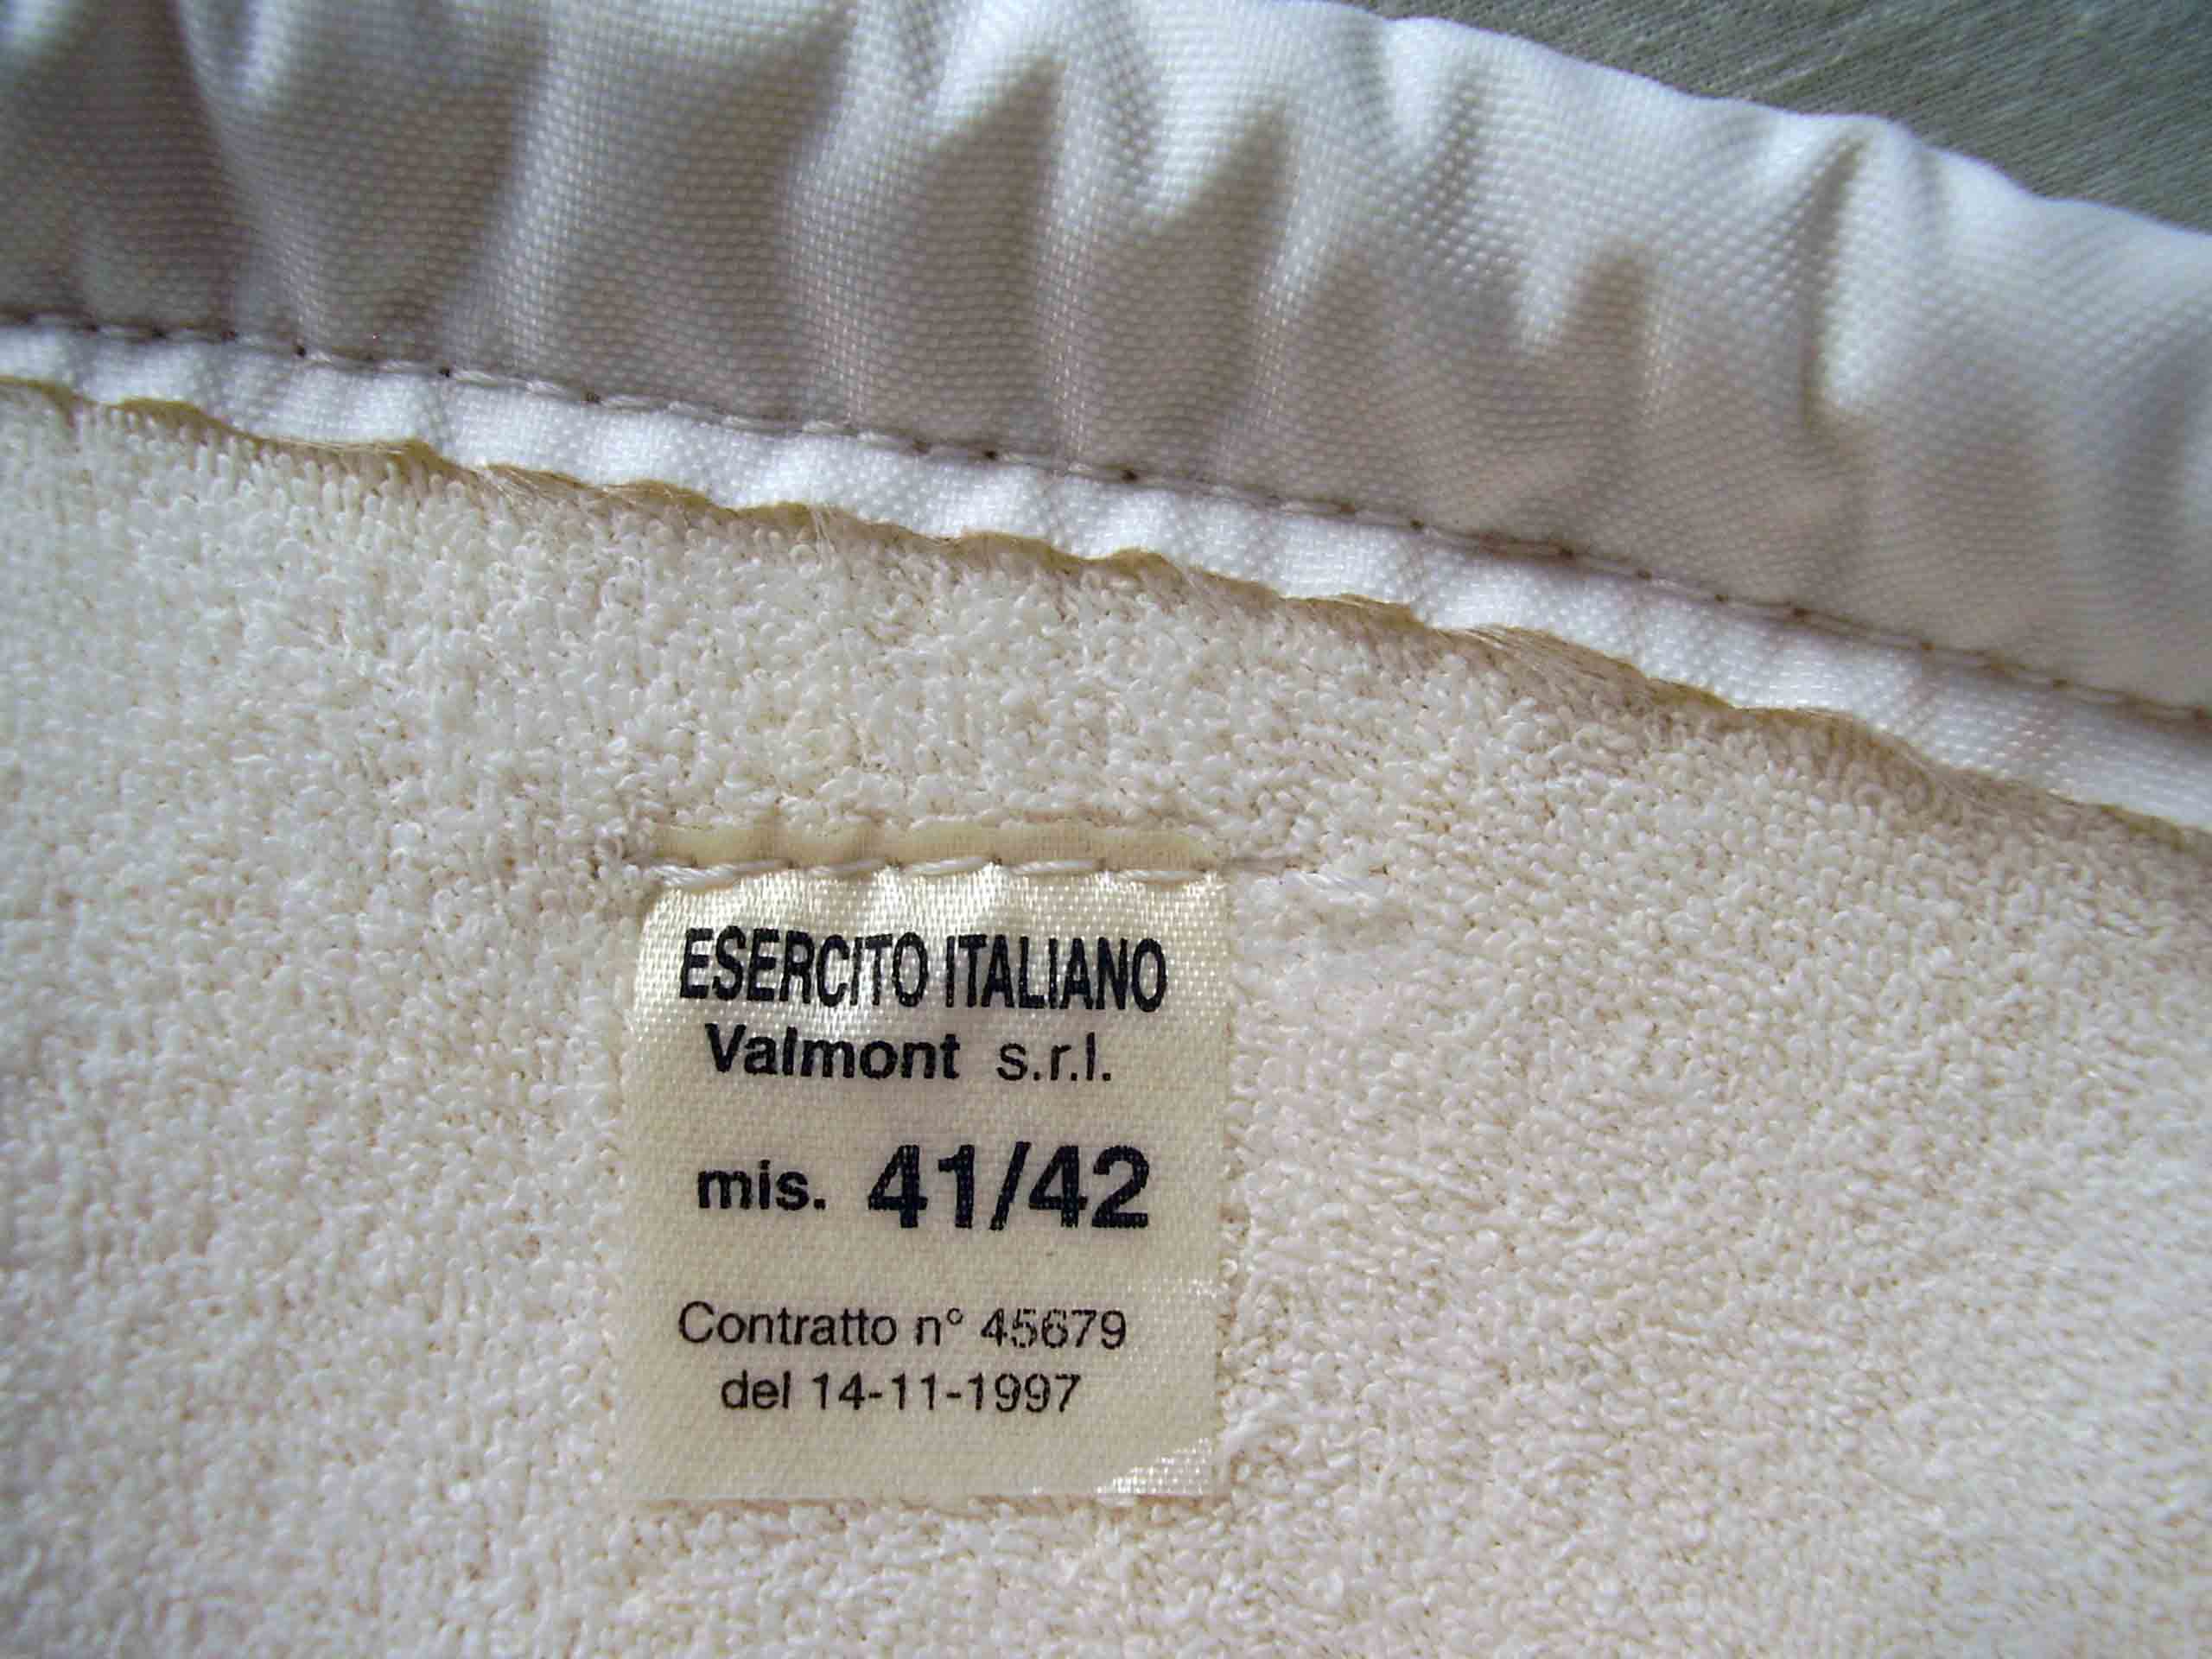 ESERCITO ITALIANO
Valmont s.r.l.
mis. 41/42
Contratto n° 45679
del 14-11-1997